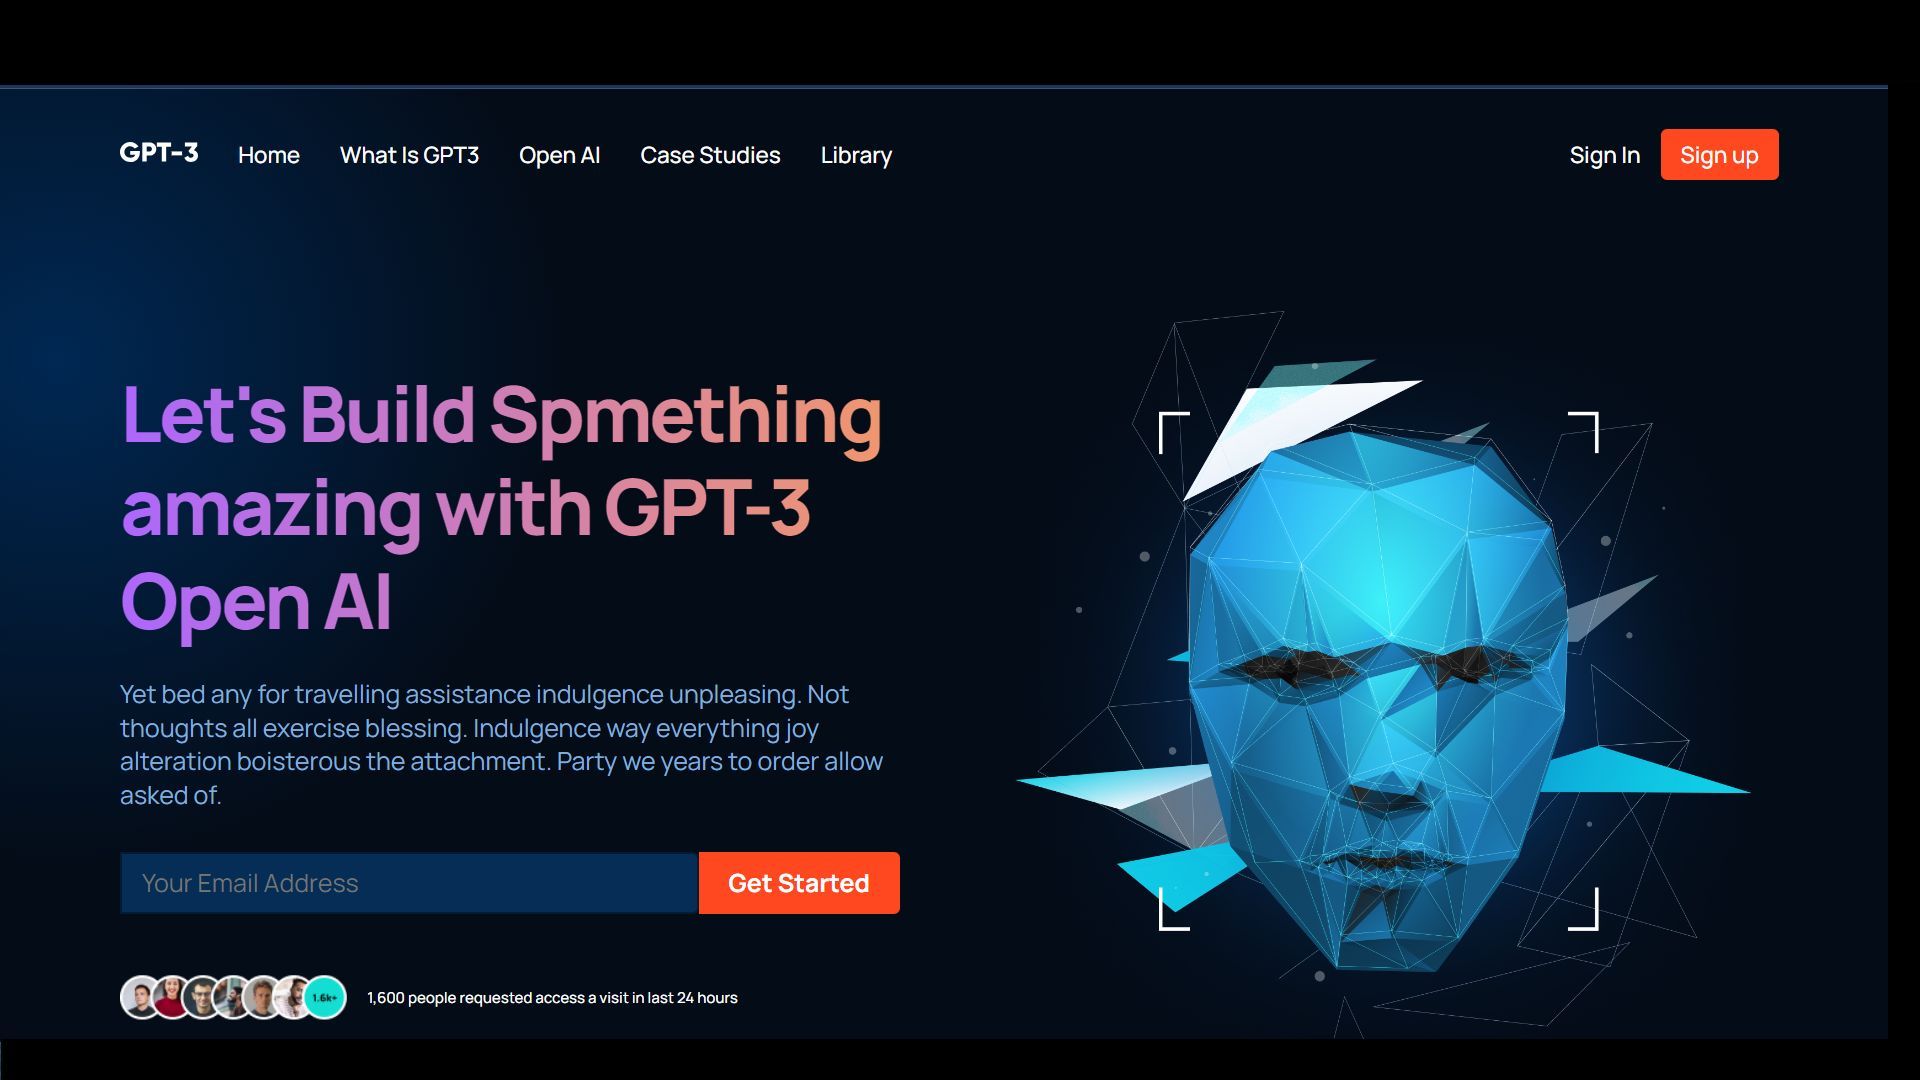 GPT-3 Home What Is GPT3 Open AI Case Studies Library Sign In Sign up
Let's Build Spmething
amazing with GPT-3
Open AI
Yet bed any for travelling assistance indulgence unpleasing. Not
thoughts all exercise blessing. Indulgence way everything joy
alteration boisterous the attachment. Party we years to order allow
asked of.
Your Email Address Get Started
1.6k+ 1,600 people requested access a visit in last 24 hours